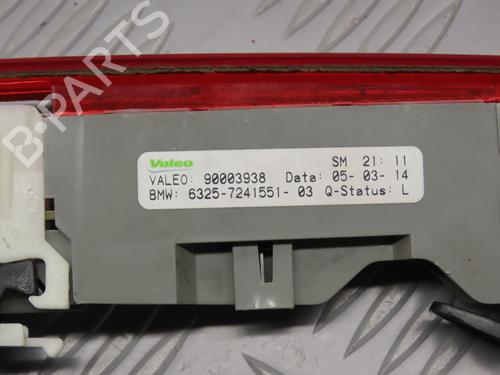 B-PARTS
Valeo SM 21: 11
VALEO: 90003938 Data: 05- 03- 14
BMW: 6325-7241551- 03 Q-Status: L